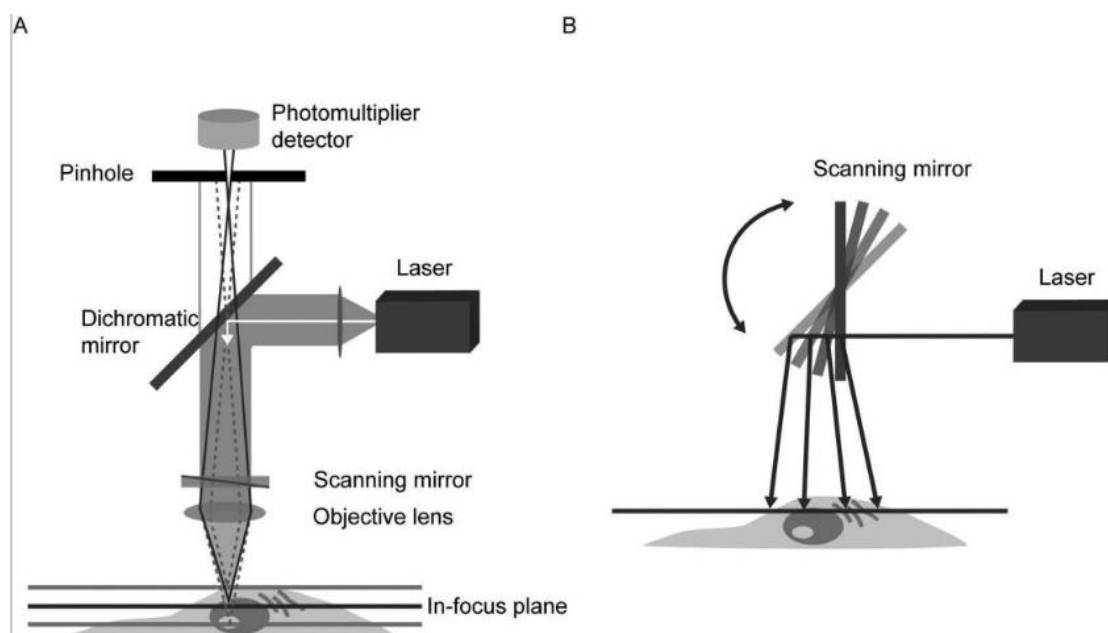 A
Photomultiplier
detector
Pinhole
Laser
Dichromatic
mirror
Scanning mirror
Objective lens
In-focus plane
B
Scanning mirror
Laser